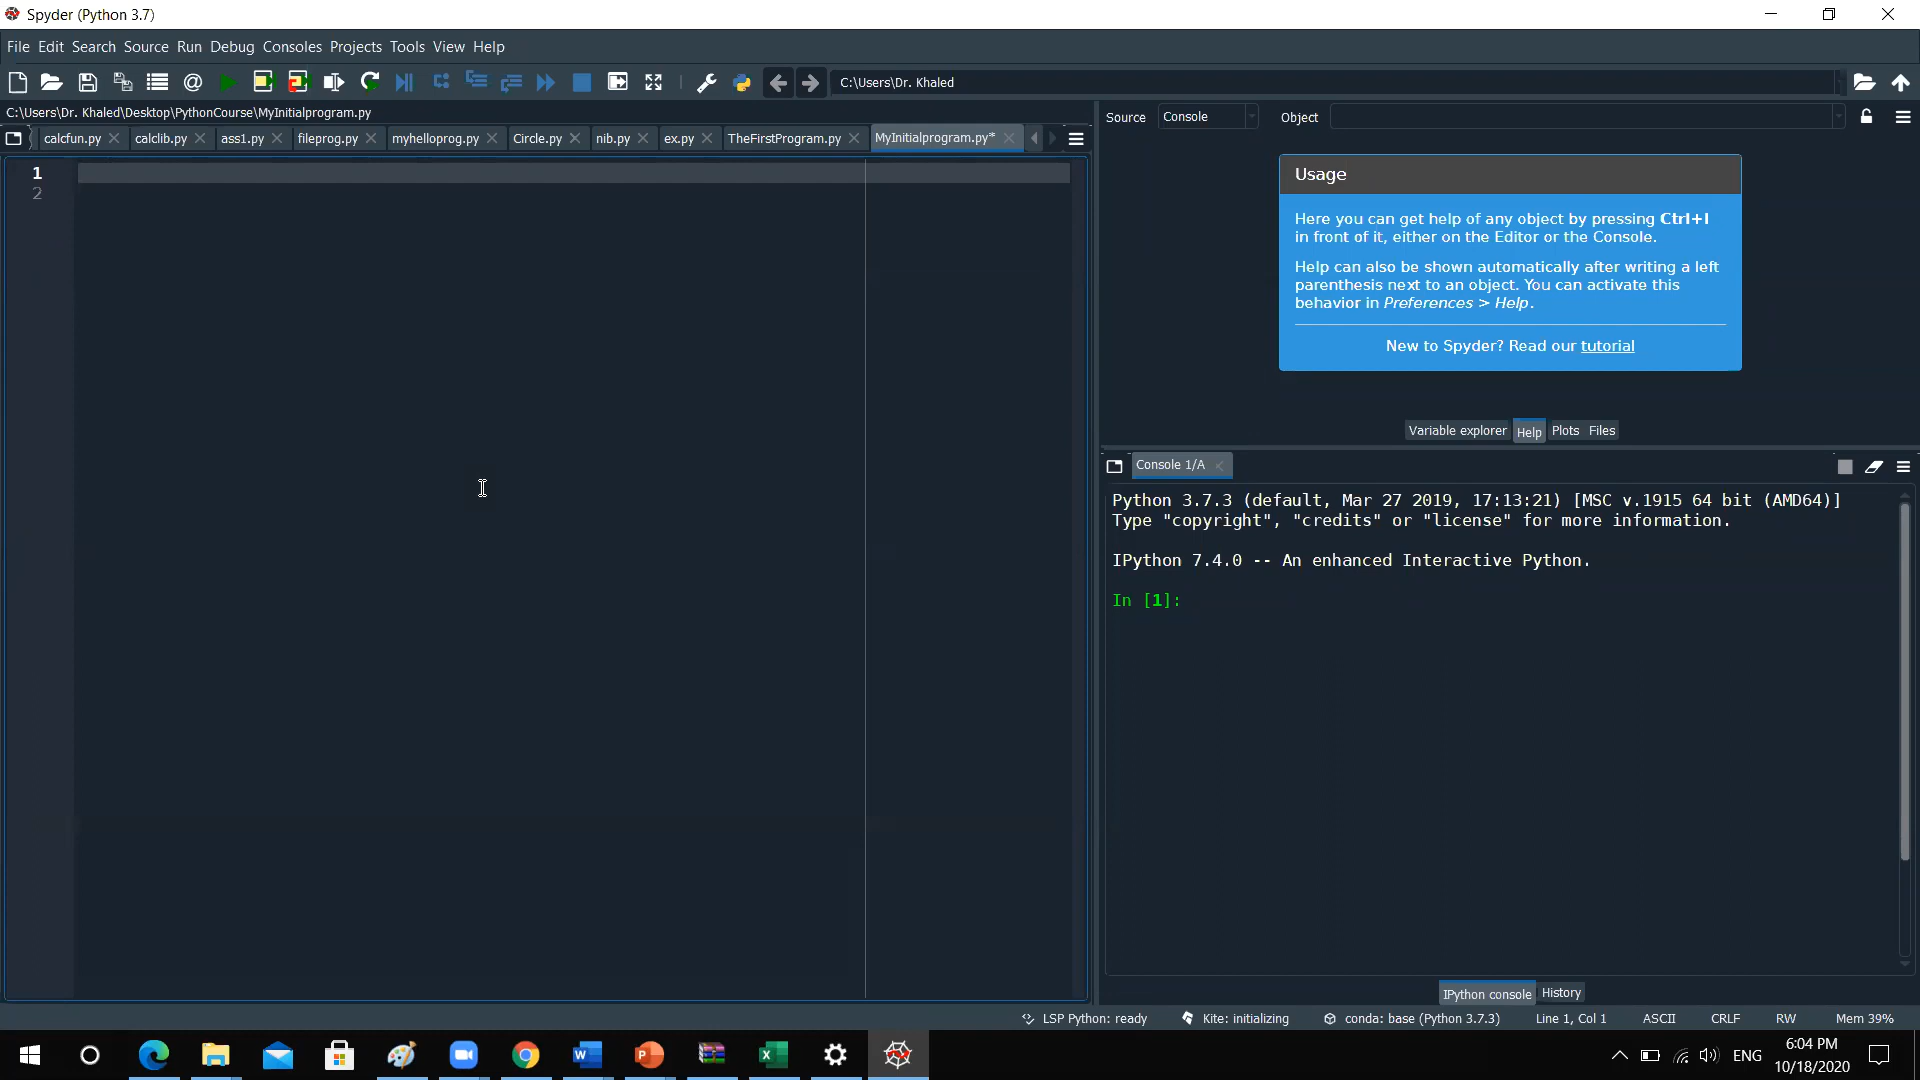 Spyder (Python 3.7)
File Edit Search Source Run Debug Consoles Projects Tools View Help
C:\Users\Dr. Khaled
C:\Users\Dr. Khaled\Desktop\PythonCourse\MyInitialprogram.py
calcfun.py calclib.py ass1.py fileprog.py myhelloprog.py Circle.py nib.py ex.py TheFirstProgram.py MyInitialprogram.py*
1
2
Source Console Object
Usage
Here you can get help of any object by pressing Ctrl+I
in front of it, either on the Editor or the Console.
Help can also be shown automatically after writing a left
parenthesis next to an object. You can activate this
behavior in Preferences > Help.
New to Spyder? Read our tutorial
Variable explorer Help Plots Files
Console 1/A
Python 3.7.3 (default, Mar 27 2019, 17:13:21) [MSC v.1915 64 bit (AMD64)]
Type "copyright", "credits" or "license" for more information.
IPython 7.4.0 -- An enhanced Interactive Python.
In [1]:
IPython console History
LSP Python: ready Kite: initializing conda: base (Python 3.7.3) Line 1, Col 1 ASCII CRLF RW Mem 39%
ENG
6:04 PM
10/18/2020